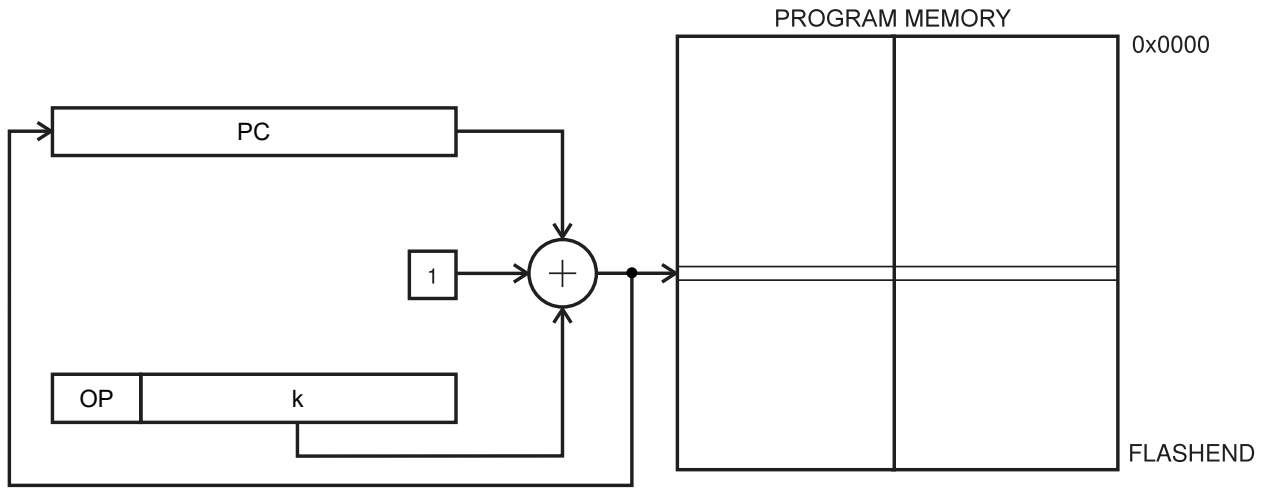 PROGRAM MEMORY
0x0000
PC
1
+
OP
k
FLASHEND